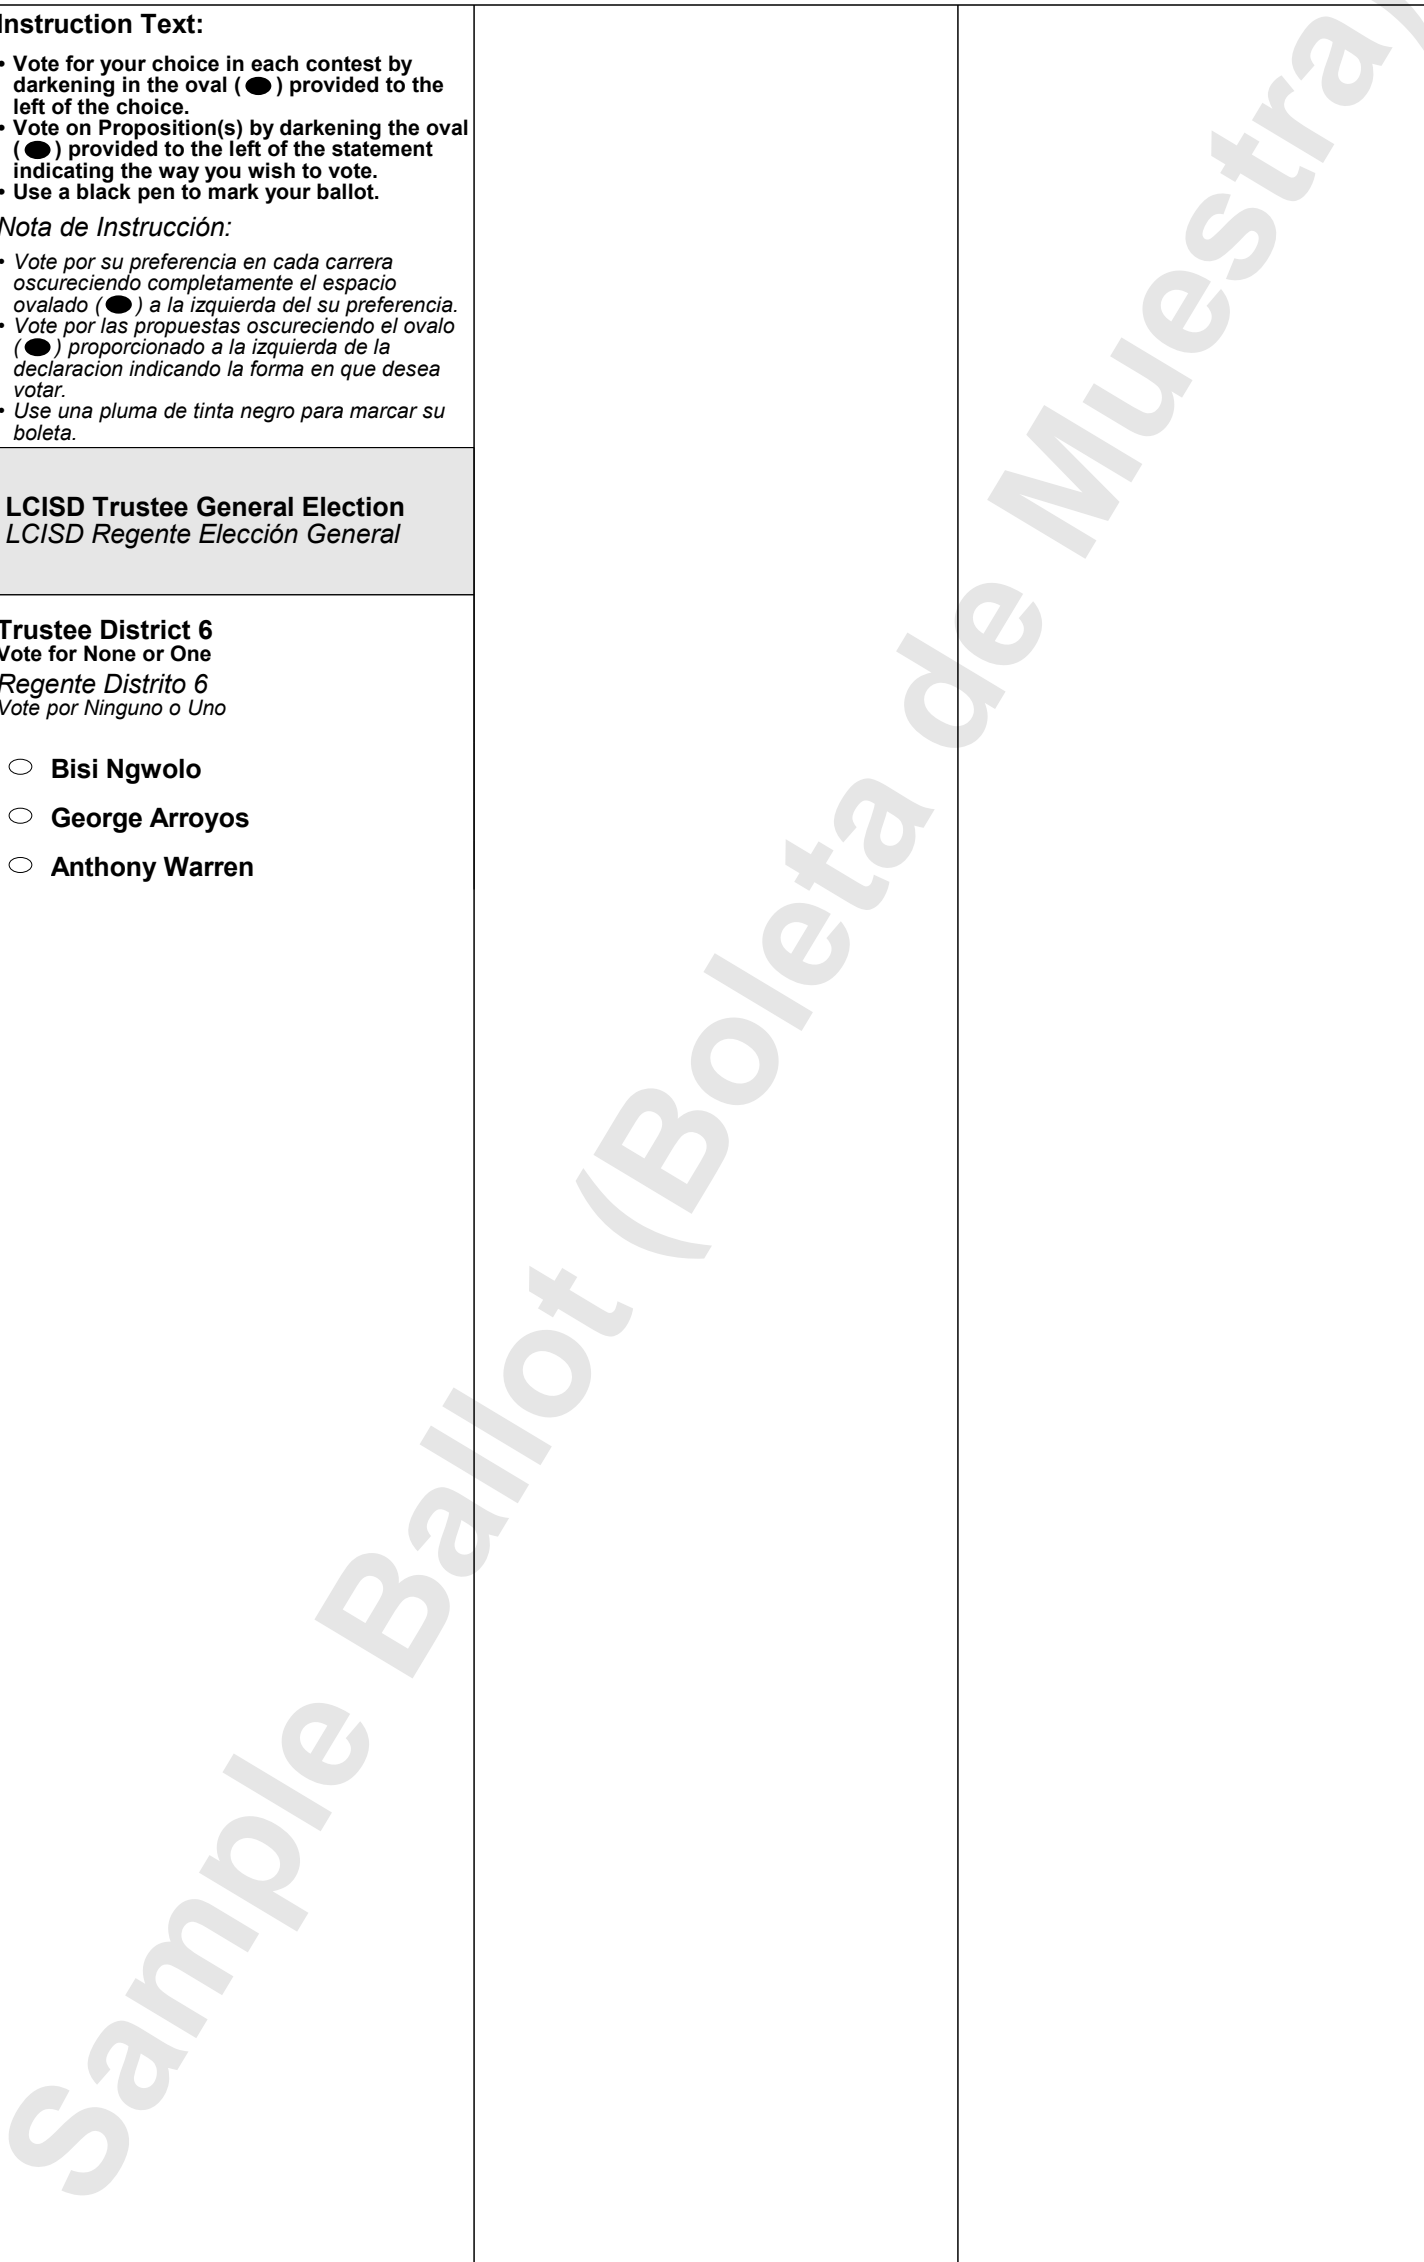 Instruction Text:
• Vote for your choice in each contest by
darkening in the oval ( ) provided to the
left of the choice.
• Vote on Proposition(s) by darkening the oval
( ) provided to the left of the statement
indicating the way you wish to vote.
• Use a black pen to mark your ballot.
Nota de Instrucción:
• Vote por su preferencia en cada carrera
oscureciendo completamente el espacio
ovalado ( ) a la izquierda del su preferencia.
• Vote por las propuestas oscureciendo el ovalo
( ) proporcionado a la izquierda de la
declaracion indicando la forma en que desea
votar.
• Use una pluma de tinta negro para marcar su
boleta.
LCISD Trustee General Election
LCISD Regente Elección General
Trustee District 6
Vote for None or One
Regente Distrito 6
Vote por Ninguno o Uno
Bisi Ngwolo
George Arroyos
Anthony Warren
Sample Ballot (Boleta de Muestra)